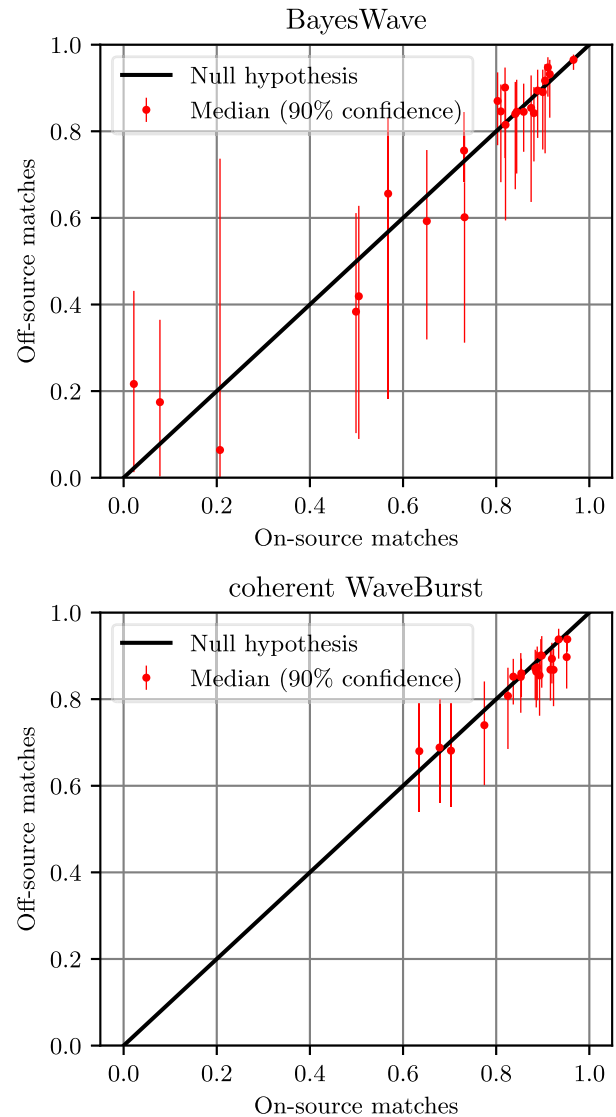 BayesWave
1.0
Null hypothesis
Median (90% confidence)
0.8
0.6
0.4
0.2
0.0
Off-source matches
0.0 0.2 0.4 0.6 0.8 1.0
On-source matches
coherent WaveBurst
1.0
Null hypothesis
Median (90% confidence)
0.8
0.6
0.4
0.2
0.0
Off-source matches
0.0 0.2 0.4 0.6 0.8 1.0
On-source matches